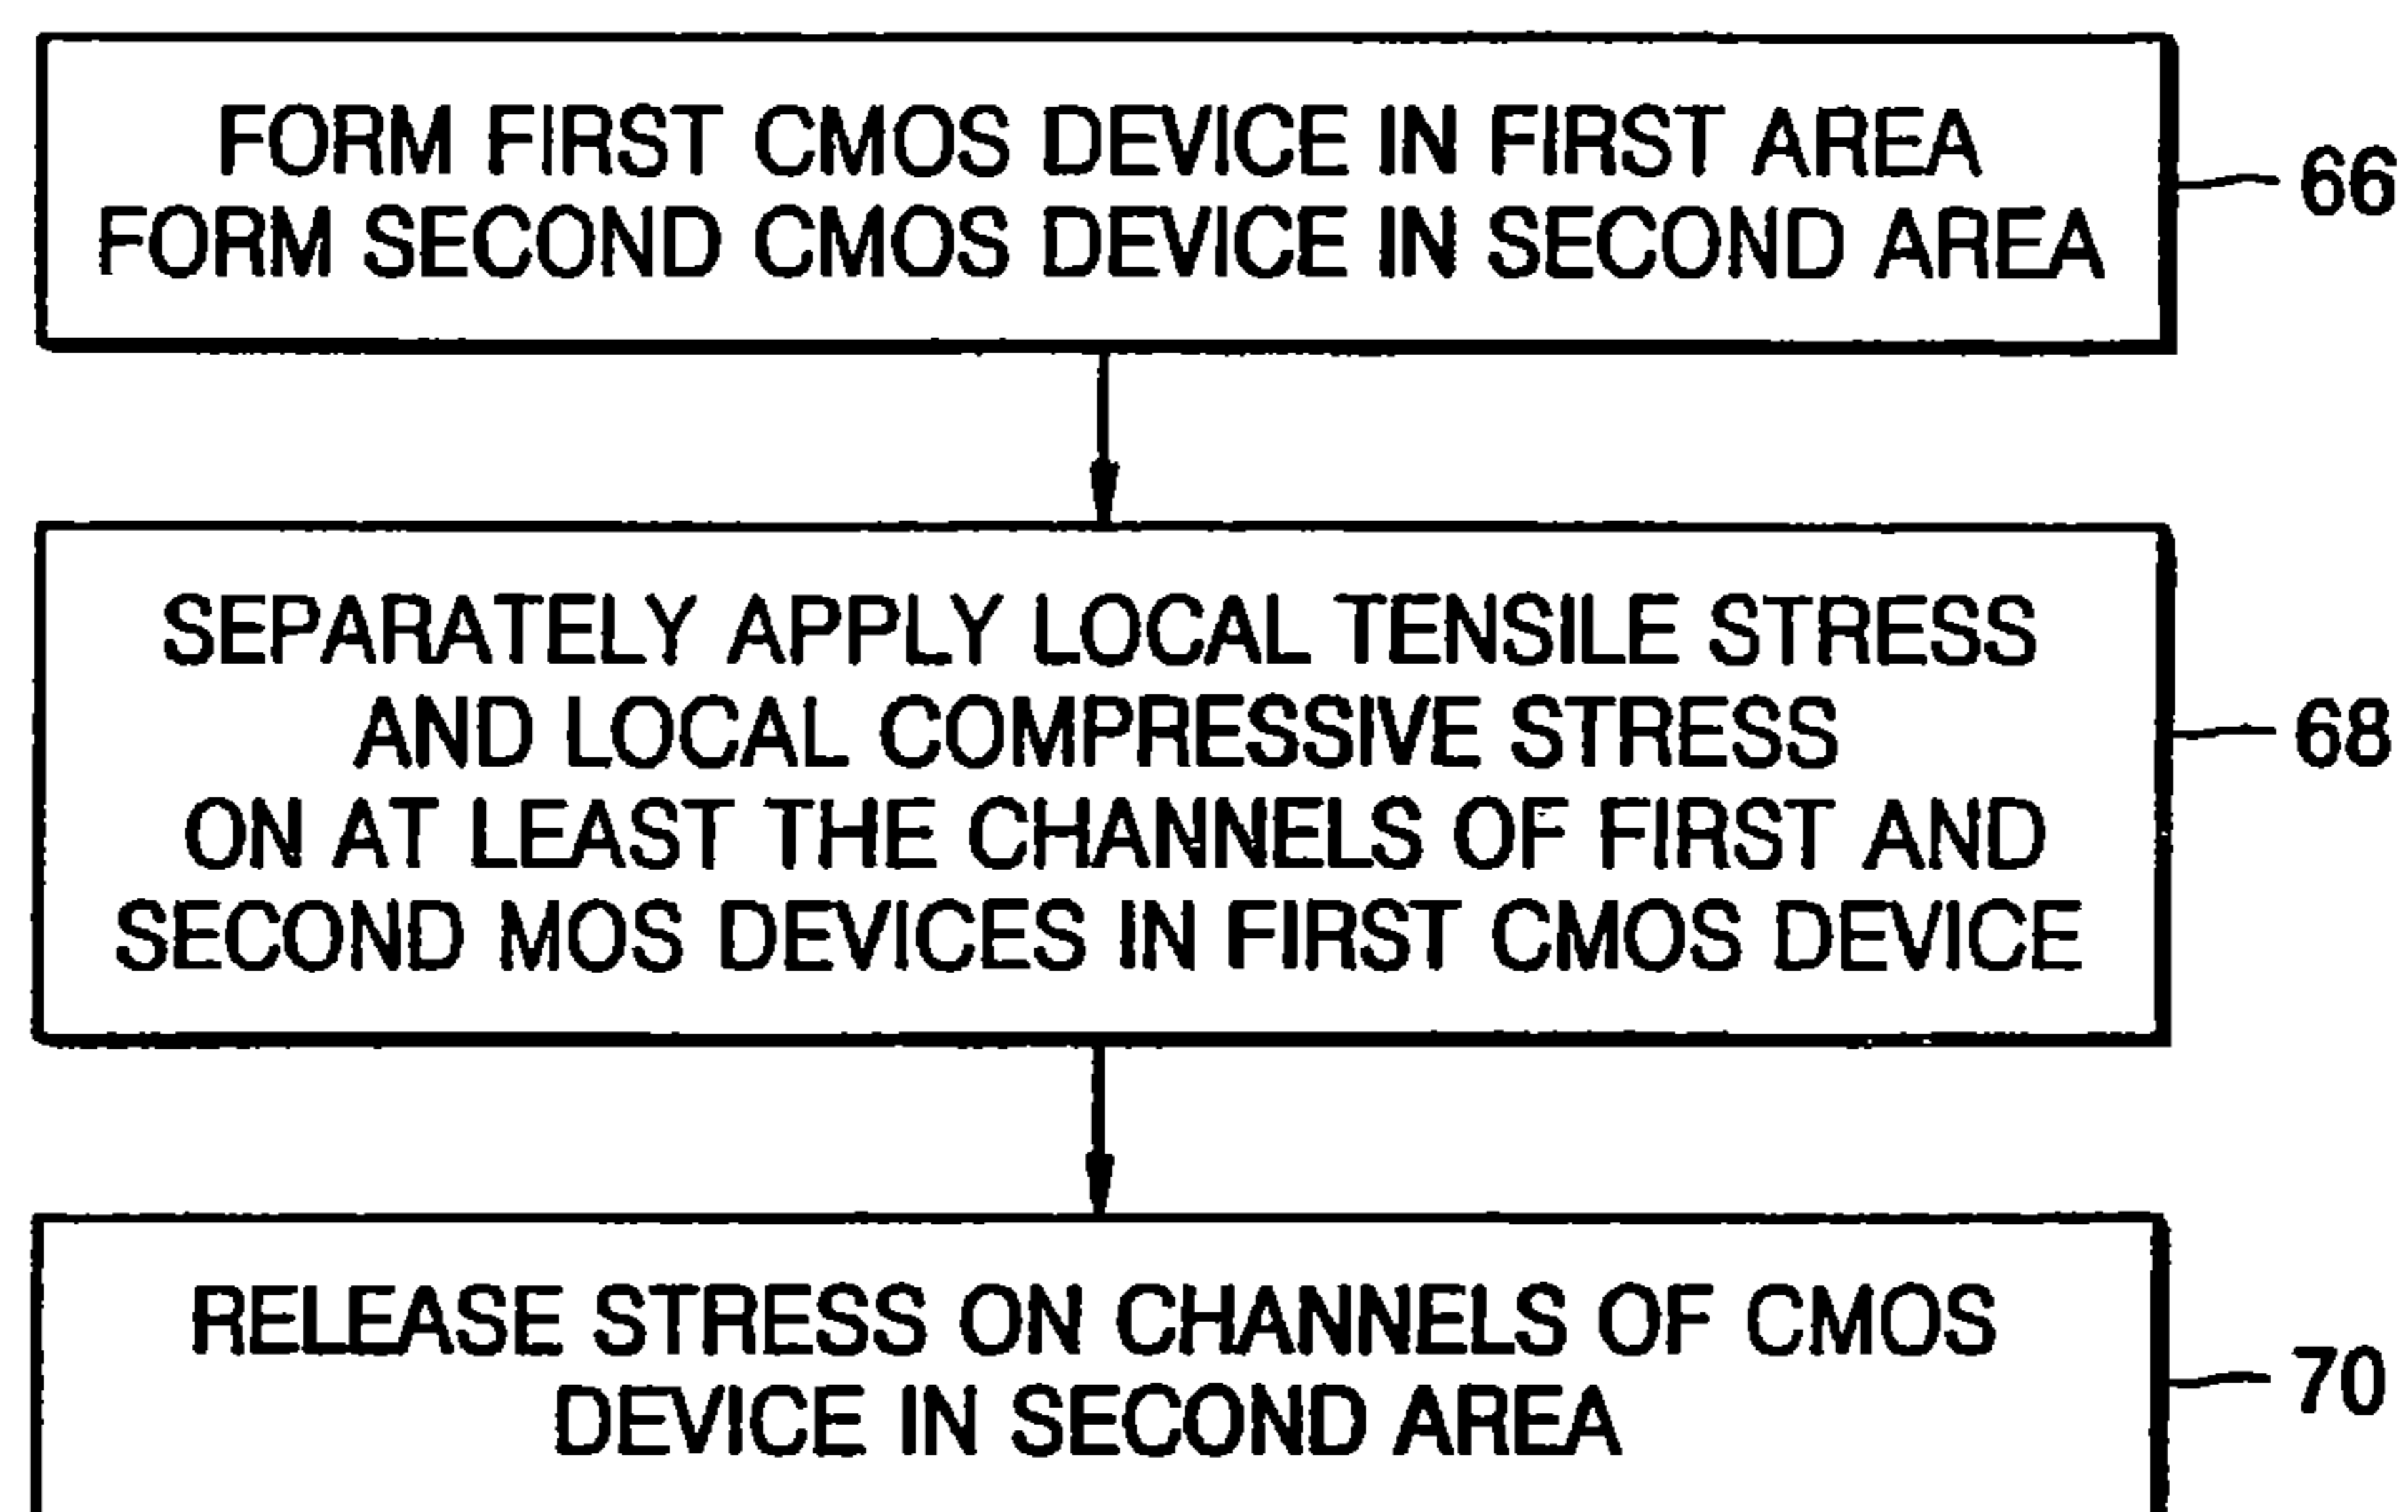 FORM FIRST CMOS DEVICE IN FIRST AREA
FORM SECOND CMOS DEVICE IN SECOND AREA
66
SEPARATELY APPLY LOCAL TENSILE STRESS
AND LOCAL COMPRESSIVE STRESS
ON AT LEAST THE CHANNELS OF FIRST AND
SECOND MOS DEVICES IN FIRST CMOS DEVICE
68
RELEASE STRESS ON CHANNELS OF CMOS
DEVICE IN SECOND AREA
70